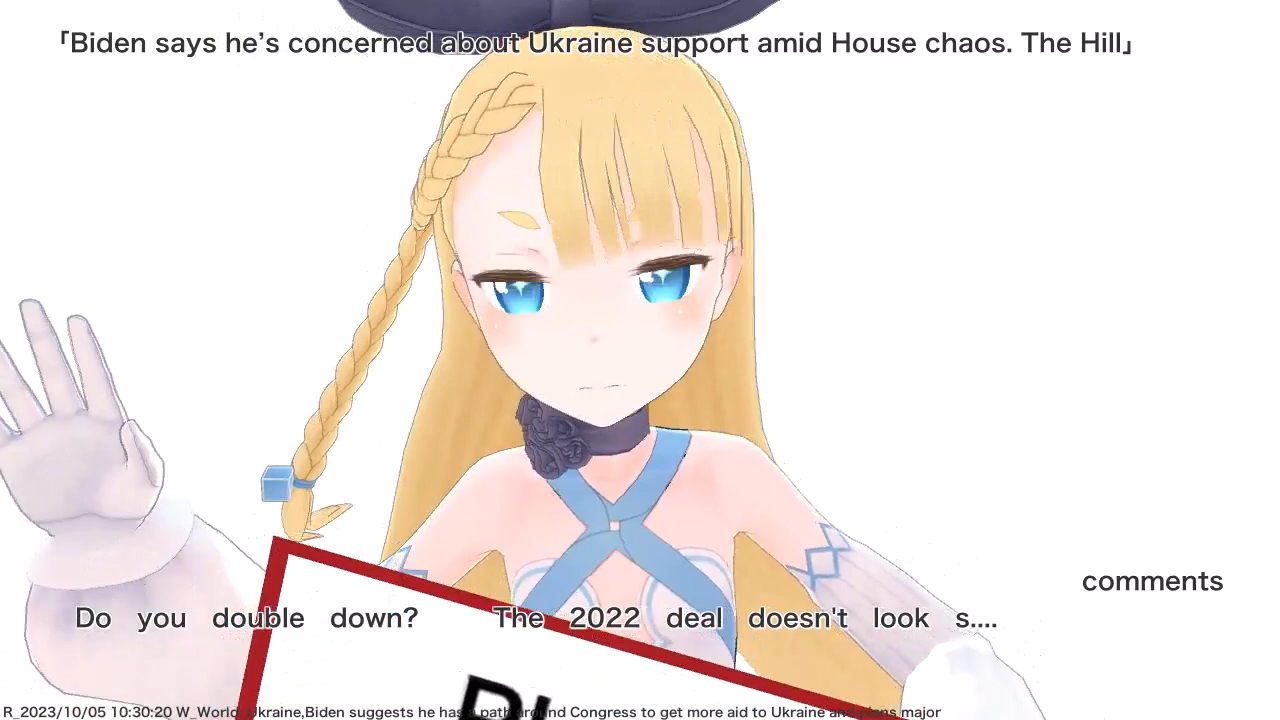 「Biden says he’s concerned about Ukraine support amid House chaos. The Hill」
comments
Do you double down? The 2022 deal doesn't look s....
R_2023/10/05 10:30:20 W_World, Ukraine,Biden suggests he has a path around Congress to get more aid to Ukraine and plans major